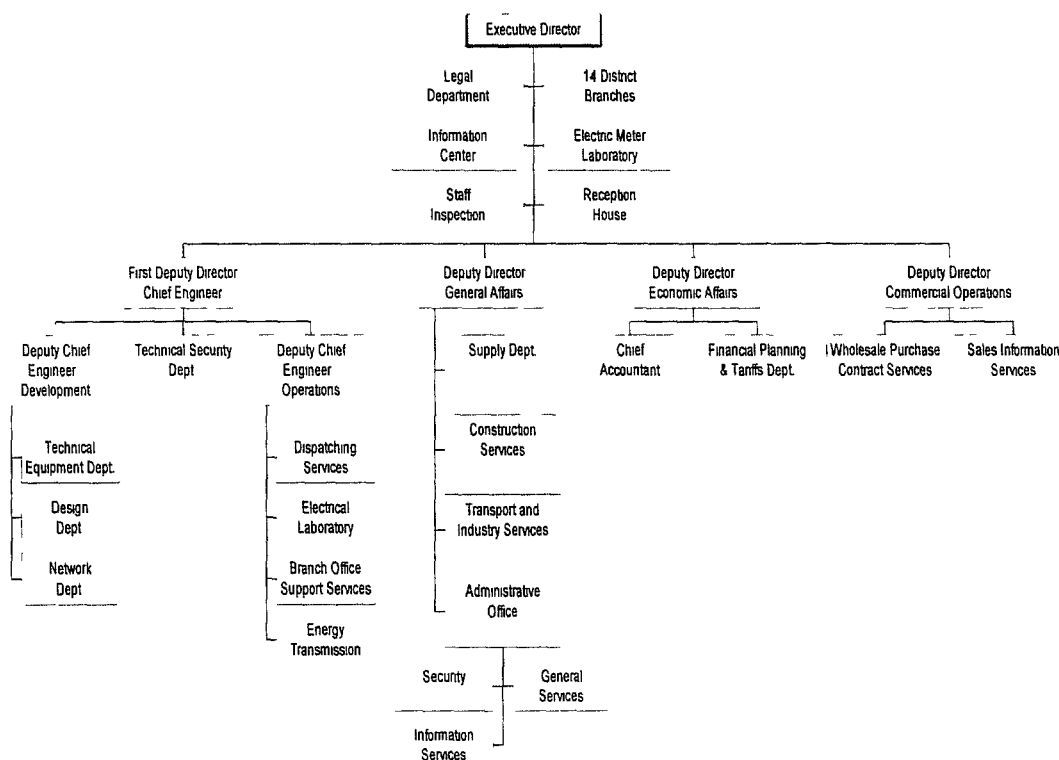 Executive Director
Legal
Department
14 District
Branches
Information
Center
Electric Meter
Laboratory
Staff
Inspection
Reception
House
First Deputy Director
Chief Engineer
Deputy Director
General Affairs
Deputy Director
Economic Affairs
Deputy Director
Commercial Operations
Deputy Chief
Engineer
Development
Technical Security
Dept
Deputy Chief
Engineer
Operations
Supply Dept.
Chief
Accountant
Financial Planning
& Tariffs Dept.
Wholesale Purchase
Contract Services
Sales Information
Services
Technical
Equipment Dept.
Design
Dept
Network
Dept
Dispatching
Services
Electrical
Laboratory
Branch Office
Support Services
Energy
Transmission
Construction
Services
Transport and
Industry Services
Administrative
Office
Security
General
Services
Information
Services